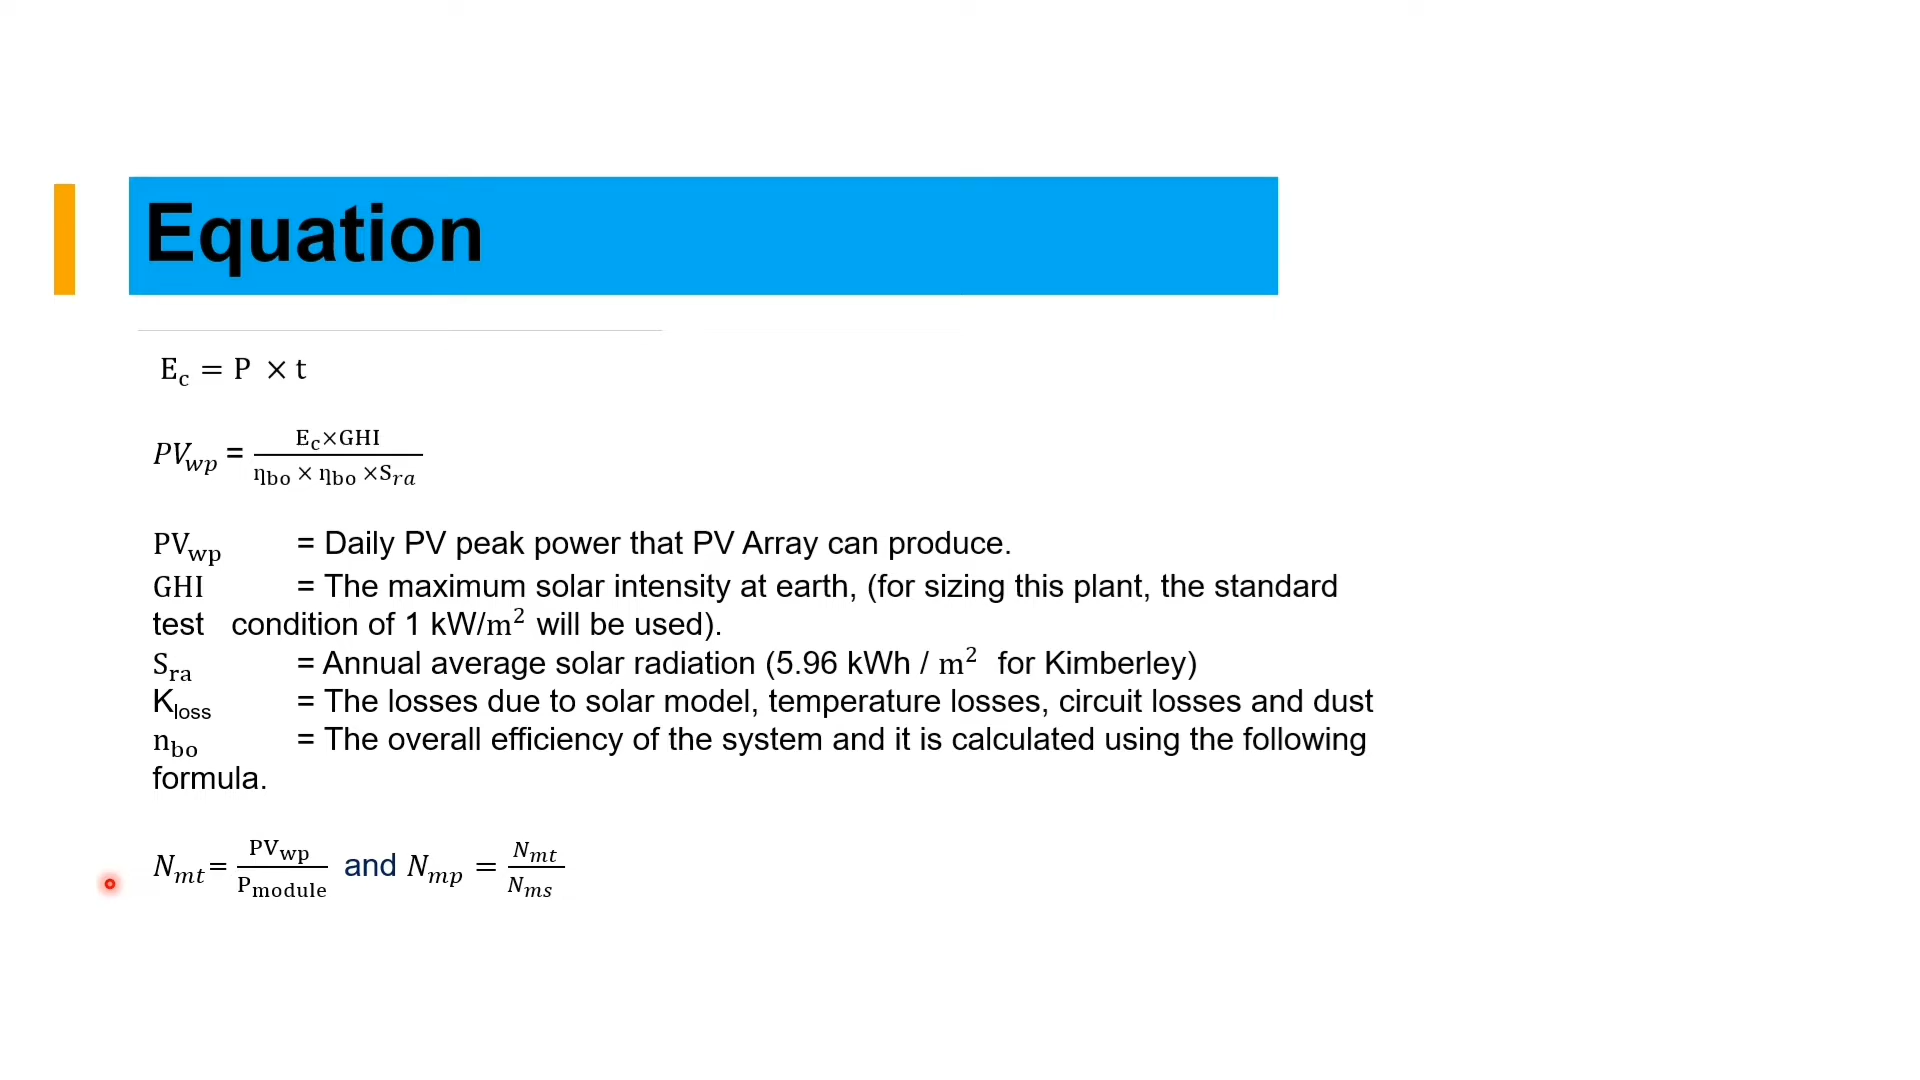 Equation
E_c = P × t
PV_wp = (E_c×GHI)/(η_bo × η_bo ×S_ra)
PV_wp = Daily PV peak power that PV Array can produce.
GHI = The maximum solar intensity at earth, (for sizing this plant, the standard
test condition of 1 kW/m² will be used).
S_ra = Annual average solar radiation (5.96 kWh / m² for Kimberley)
K_loss = The losses due to solar model, temperature losses, circuit losses and dust
n_bo = The overall efficiency of the system and it is calculated using the following
formula.
N_mt= PV_wp/P_module and N_mp = N_mt/N_ms